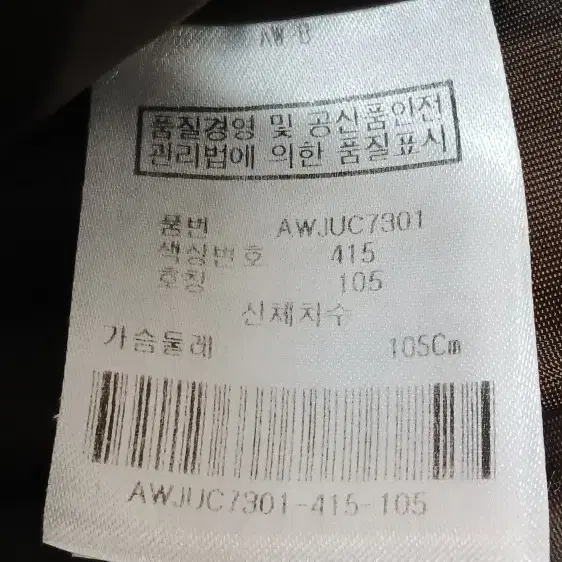 AW-B
품질경영 및 공산품안전
관리법에 의한 품질표시
품번 AWJUC7301
색상번호 415
호칭 105
신체치수
가슴둘레 105Cm
AWJUC7301-415-105